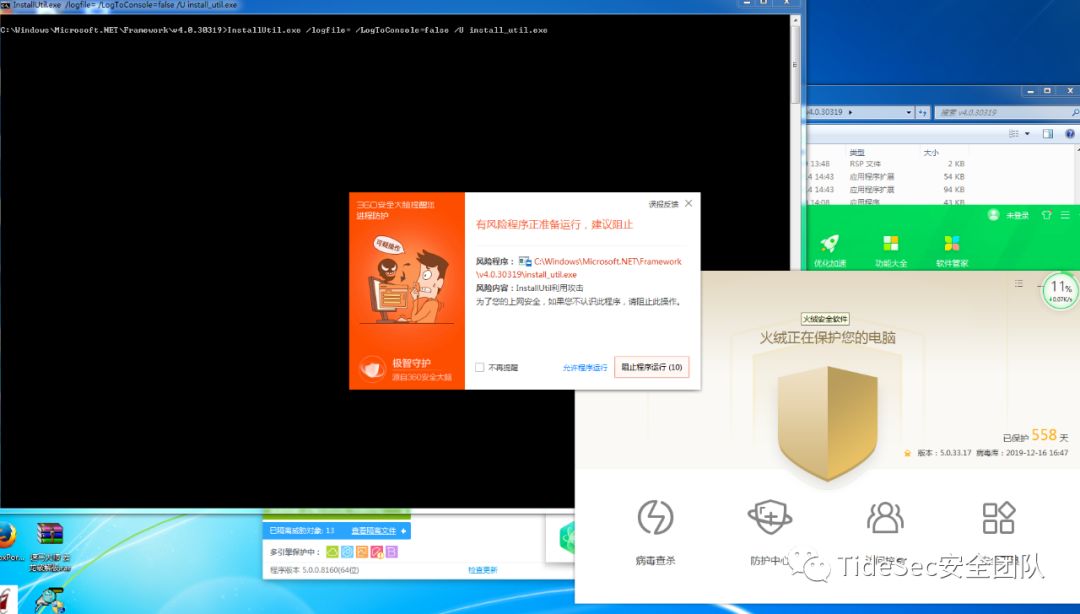 InstallUtil.exe /logfile= /LogToConsole=false /U install_util.exe
C:\Windows\Microsoft.NET\Framework\v4.0.30319>InstallUtil.exe /logfile= /LogToConsole=false /U install_util.exe
v4.0.30319
搜索 v4.0.30319
类型 大小
13:48 RSP 文件 2 KB
14:43 应用程序扩展 54 KB
14:43 应用程序扩展 94 KB
14:08 应用程序 43 KB
未登录
优化加速 功能大全 软件管家
11%
0.07K/s
360安全大脑提醒您
进程防护
误报反馈
可疑操作
有风险程序正准备运行，建议阻止
风险程序： C:\Windows\Microsoft.NET\Framework
\v4.0.30319\install_util.exe
风险内容：InstallUtil利用攻击
为了您的上网安全，如果您不认识此程序，请阻止此操作。
极智守护
源自360安全大脑
不再提醒
允许程序运行
阻止程序运行 (10)
火绒安全软件
火绒正在保护您的电脑
已保护 558 天
版本：5.0.33.17 病毒库：2019-12-16 16:47
病毒查杀 防护中心
已隔离威胁对象: 13 查看隔离文件
多引擎保护中：
程序版本 5.0.0.8160(64位)
检查更新
TideSec安全团队